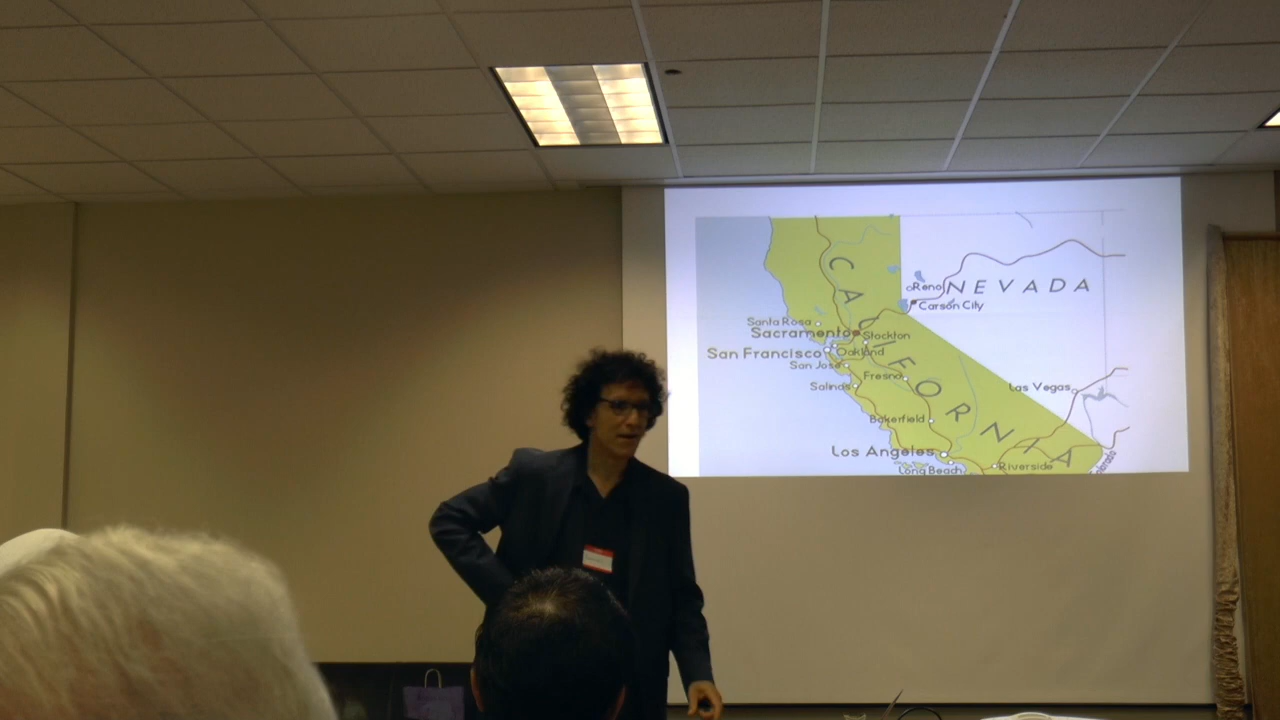 CALIFORNIA
NEVADA
Reno
Carson City
Santa Rosa
Sacramento
Stockton
San Francisco
Oakland
San Jose
Fresno
Salinas
Las Vegas
Bakerfield
Los Angeles
Long Beach
Riverside